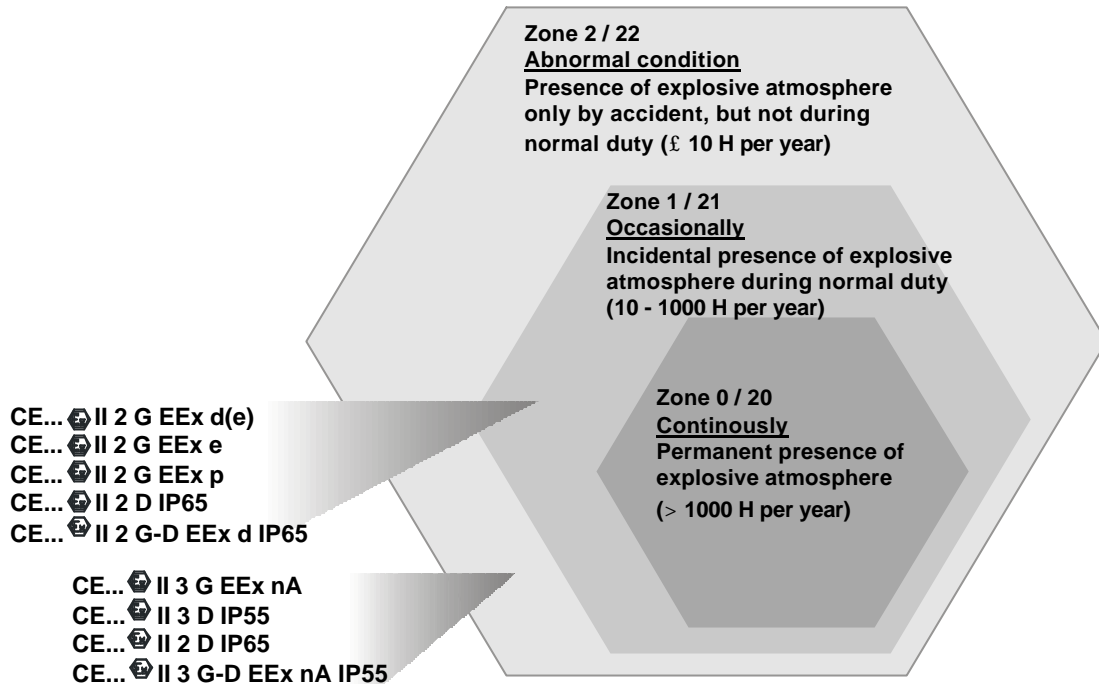 Zone 2 / 22
Abnormal condition
Presence of explosive atmosphere
only by accident, but not during
normal duty (£ 10 H per year)
Zone 1 / 21
Occasionally
Incidental presence of explosive
atmosphere during normal duty
(10 - 1000 H per year)
Zone 0 / 20
Continously
Permanent presence of
explosive atmosphere
(> 1000 H per year)
CE... II 2 G EEx d(e)
CE... II 2 G EEx e
CE... II 2 G EEx p
CE... II 2 D IP65
CE... II 2 G-D EEx d IP65
CE... II 3 G EEx nA
CE... II 3 D IP55
CE... II 2 D IP65
CE... II 3 G-D EEx nA IP55